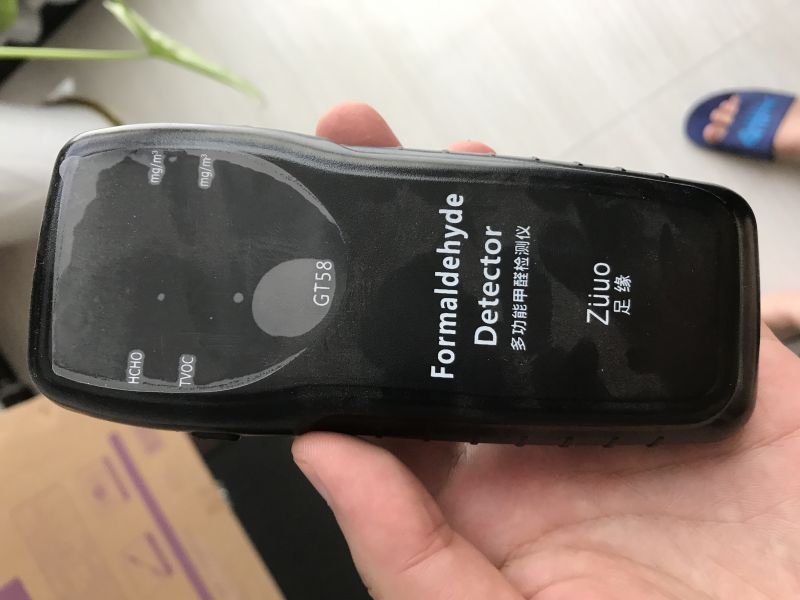 HCHO mg/m³
TVOC mg/m³
GT58
Formaldehyde
Detector
多功能甲醛检测仪
Züuo
足缘